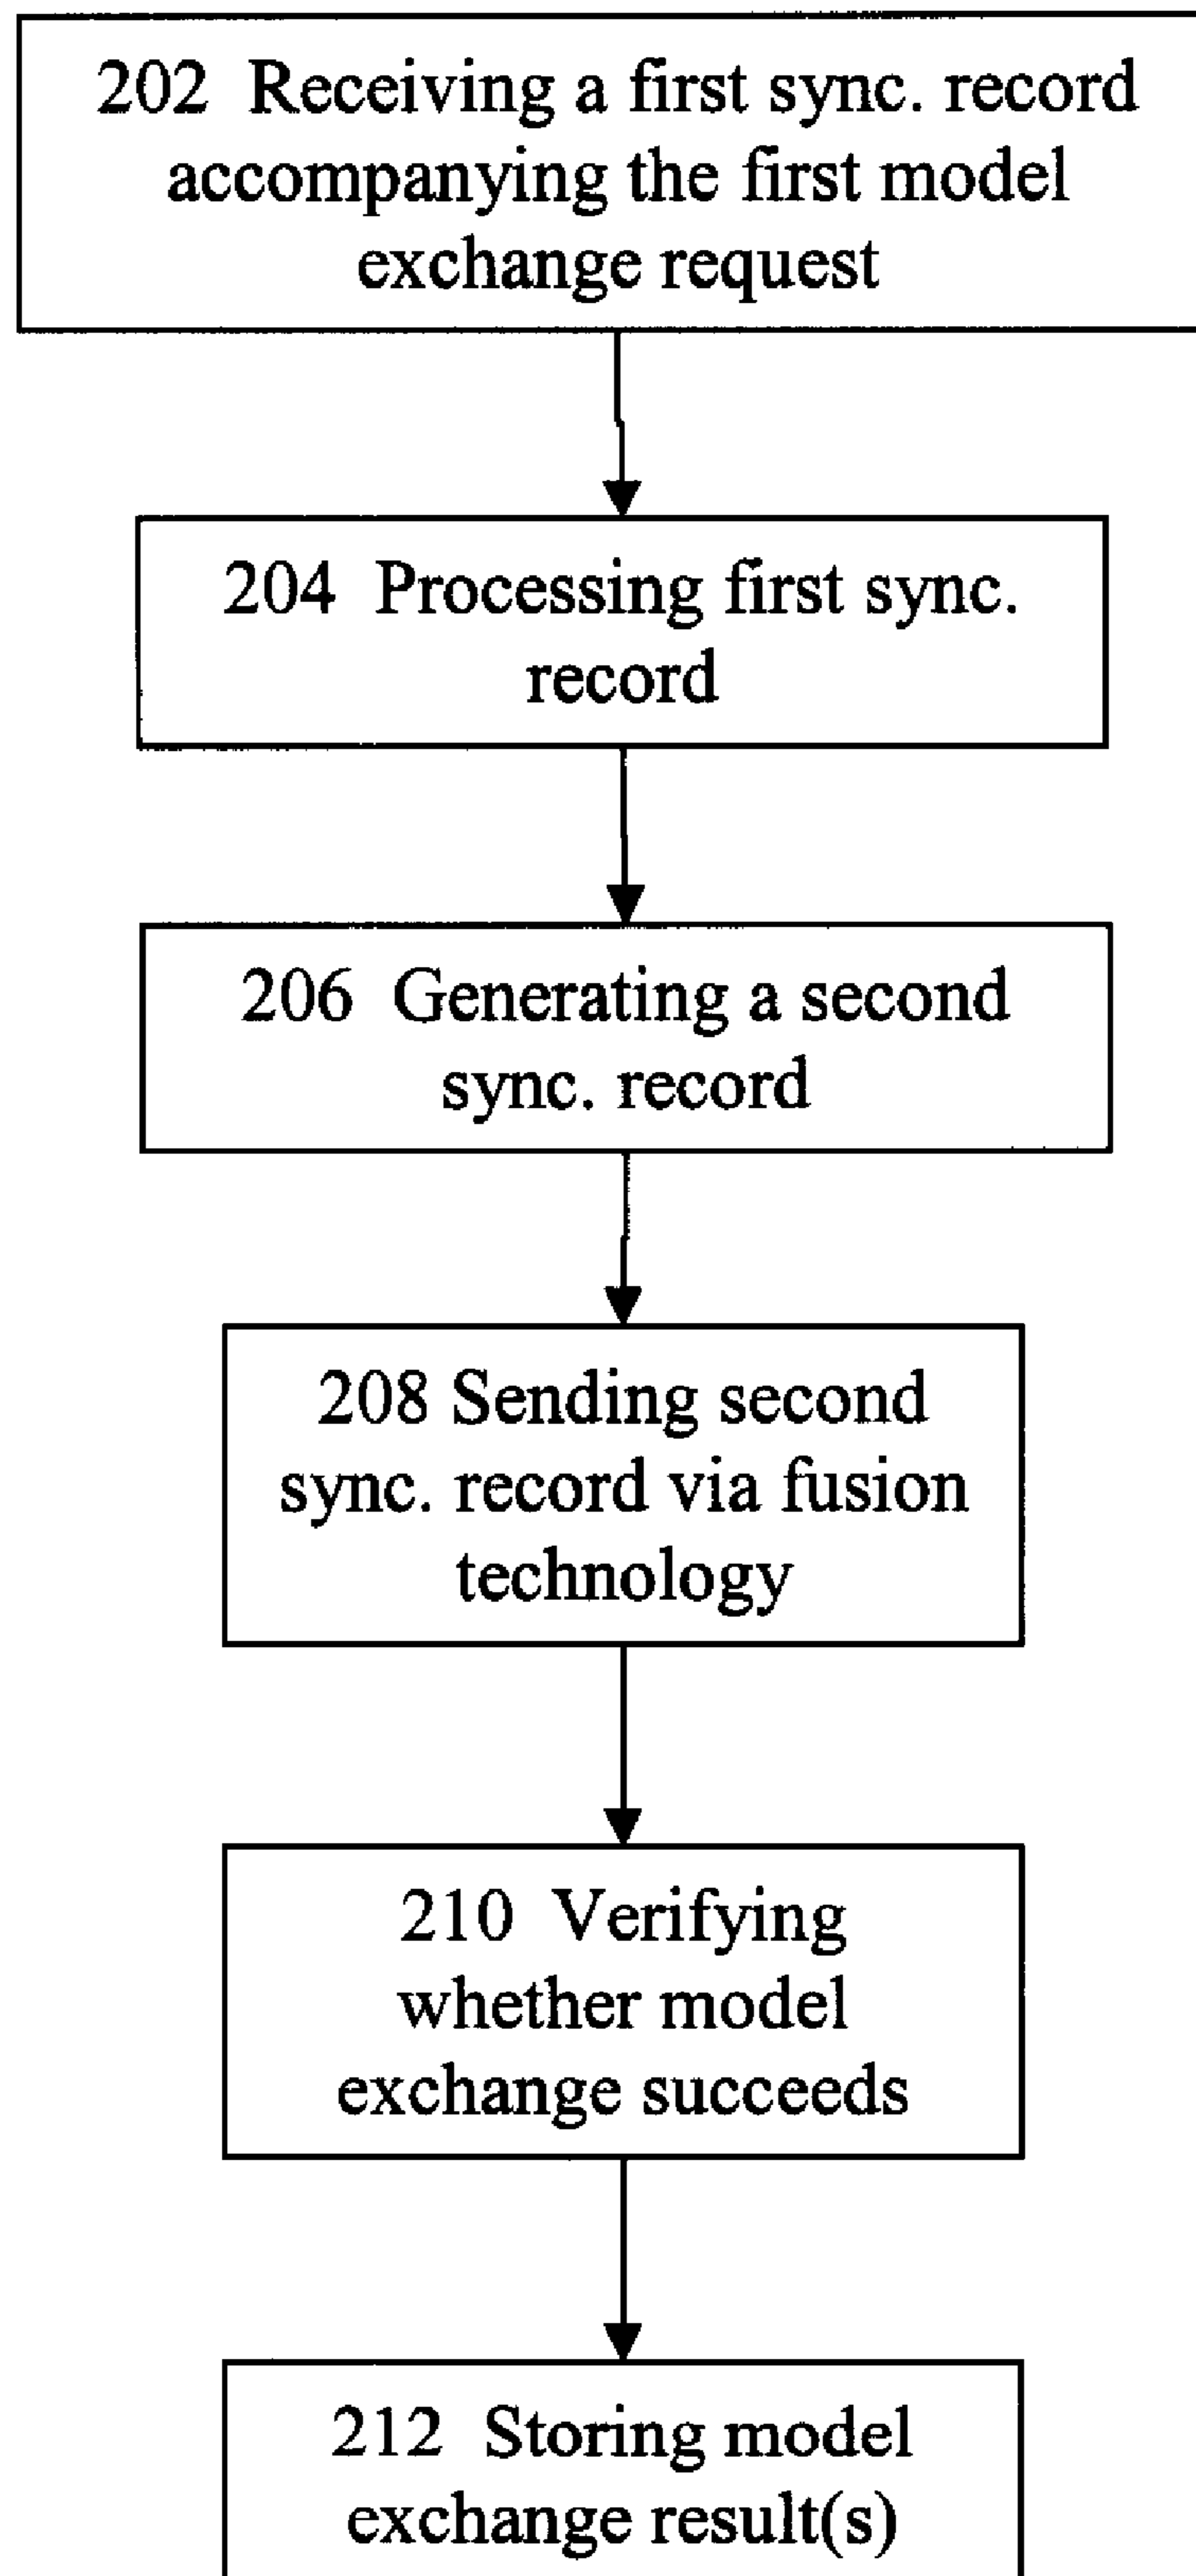 202 Receiving a first sync. record
accompanying the first model
exchange request
204 Processing first sync.
record
206 Generating a second
sync. record
208 Sending second
sync. record via fusion
technology
210 Verifying
whether model
exchange succeeds
212 Storing model
exchange result(s)